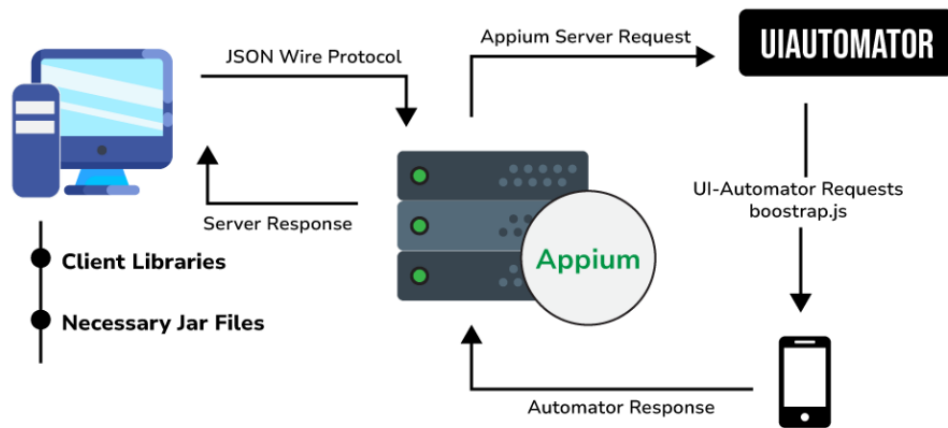 JSON Wire Protocol
Appium Server Request
UIAUTOMATOR
Server Response
UI-Automator Requests
boostrap.js
Client Libraries
Necessary Jar Files
Appium
Automator Response